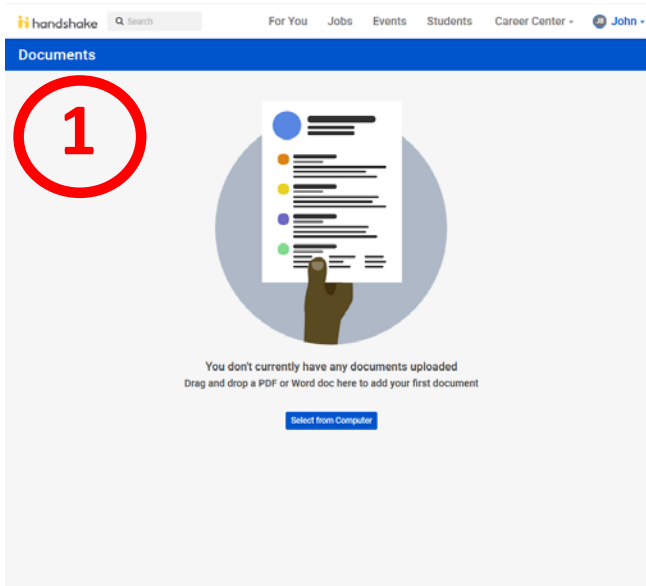 handshake Search For You Jobs Events Students Career Center JS John
Documents
1
You don't currently have any documents uploaded
Drag and drop a PDF or Word doc here to add your first document
Select from Computer